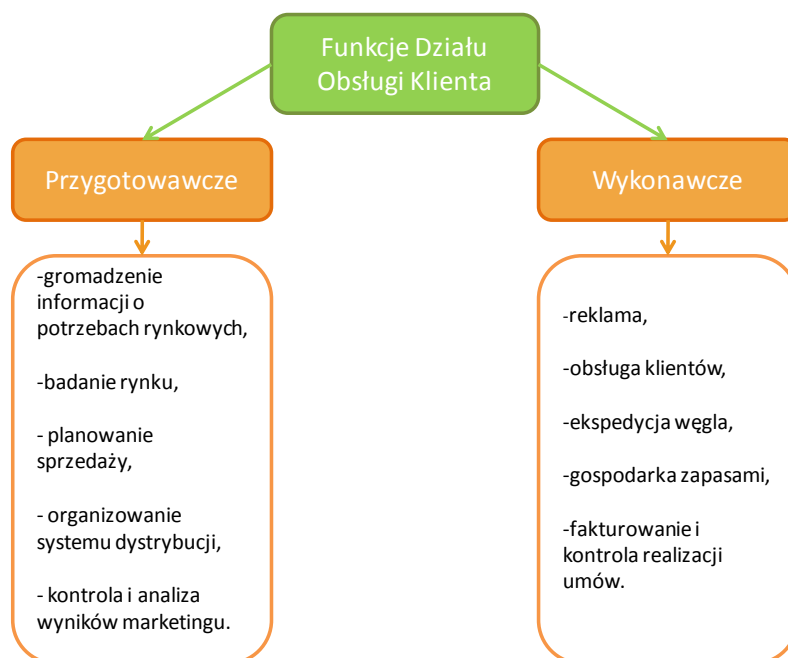 Funkcje Działu
Obsługi Klienta
Przygotowawcze
-gromadzenie
informacji o
potrzebach rynkowych,
-badanie rynku,
- planowanie
sprzedaży,
- organizowanie
systemu dystrybucji,
- kontrola i analiza
wyników marketingu.
Wykonawcze
-reklama,
-obsługa klientów,
-ekspedycja węgla,
-gospodarka zapasami,
-fakturowanie i
kontrola realizacji
umów.